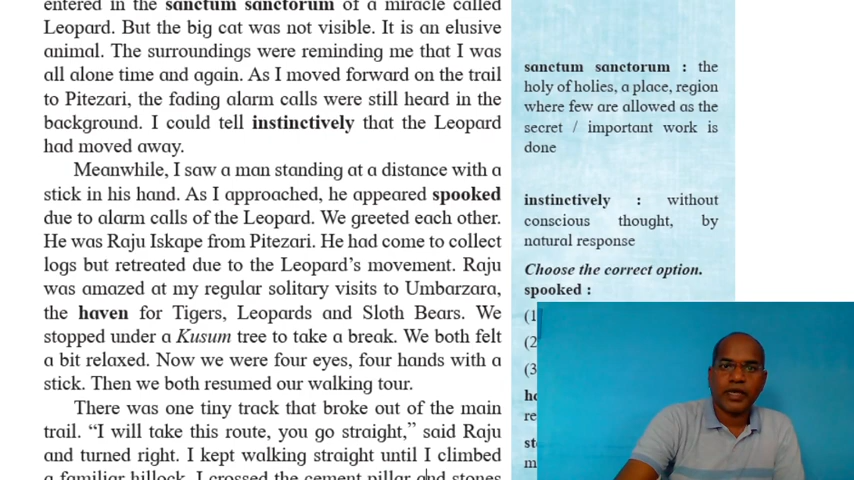 entered in the sanctum sanctorum of a miracle called
Leopard. But the big cat was not visible. It is an elusive
animal. The surroundings were reminding me that I was
all alone time and again. As I moved forward on the trail
to Pitezari, the fading alarm calls were still heard in the
background. I could tell instinctively that the Leopard
had moved away.
Meanwhile, I saw a man standing at a distance with a
stick in his hand. As I approached, he appeared spooked
due to alarm calls of the Leopard. We greeted each other.
He was Raju Iskape from Pitezari. He had come to collect
logs but retreated due to the Leopard's movement. Raju
was amazed at my regular solitary visits to Umbarzara,
the haven for Tigers, Leopards and Sloth Bears. We
stopped under a Kusum tree to take a break. We both felt
a bit relaxed. Now we were four eyes, four hands with a
stick. Then we both resumed our walking tour.
There was one tiny track that broke out of the main
trail. “I will take this route, you go straight,” said Raju
and turned right. I kept walking straight until I climbed
a familiar hillock. I crossed the cement pillar and stones
sanctum sanctorum : the
holy of holies, a place, region
where few are allowed as the
secret / important work is
done
instinctively : without
conscious thought, by
natural response
Choose the correct option.
spooked :
(1
(2
(3